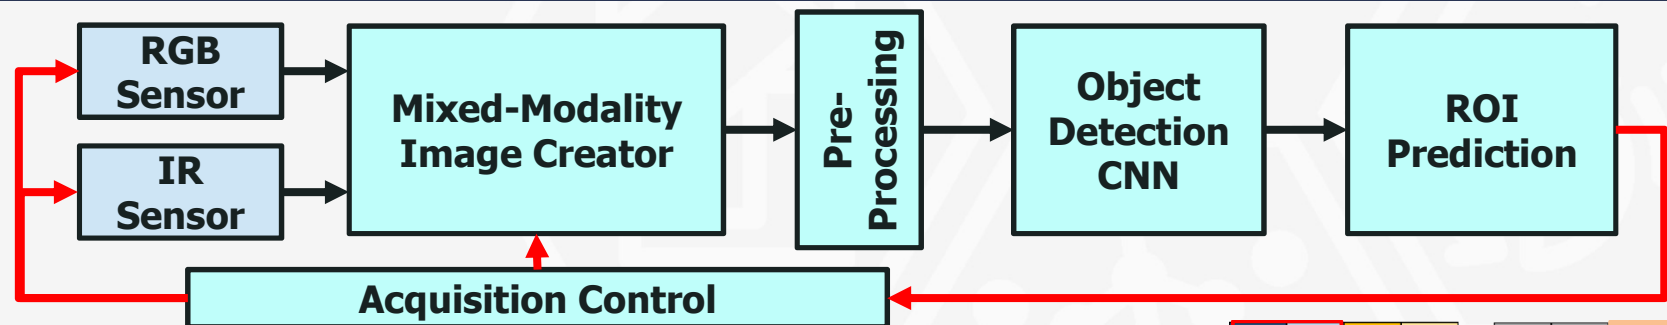 RGB
Sensor
IR
Sensor
Mixed-Modality
Image Creator
Pre-
Processing
Object
Detection
CNN
ROI
Prediction
Acquisition Control